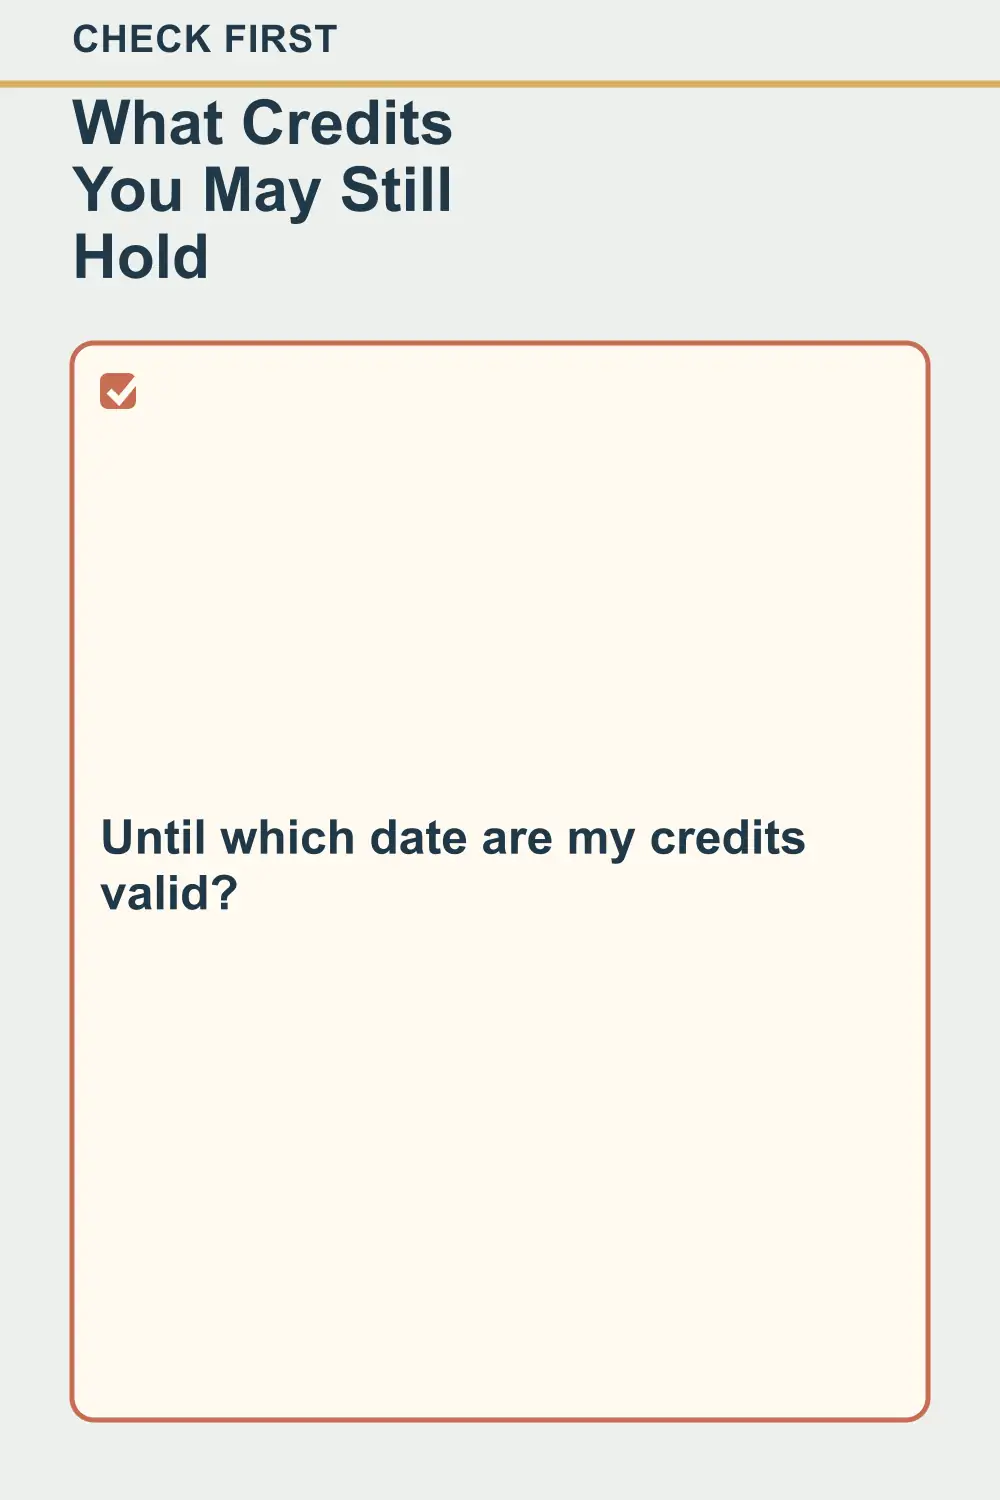 CHECK FIRST
What Credits
You May Still
Hold
Until which date are my credits
valid?